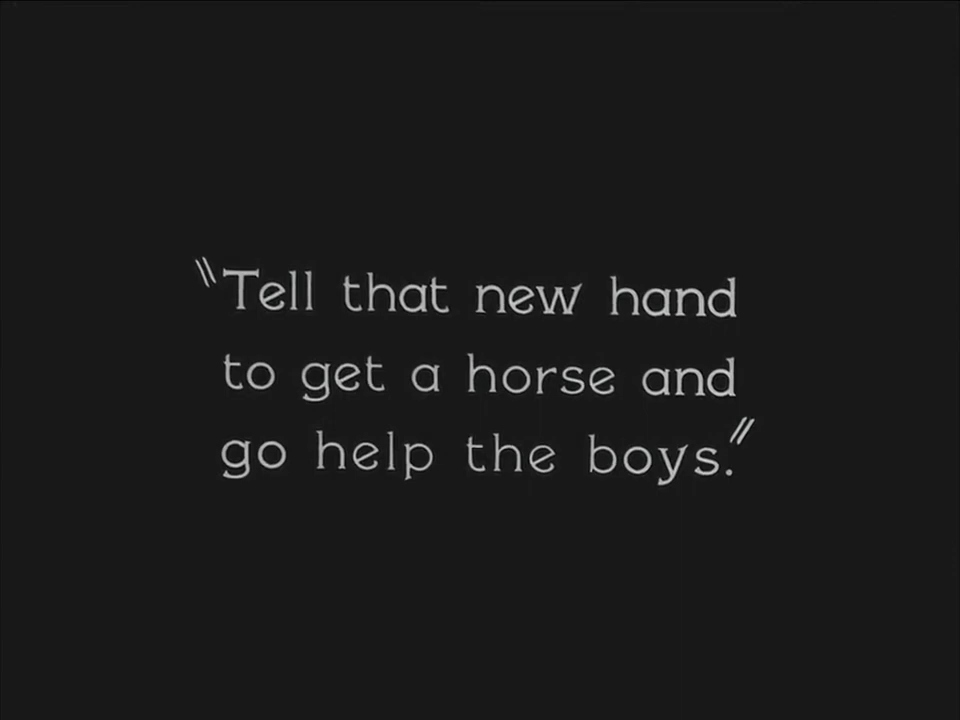 "Tell that new hand
to get a horse and
go help the boys."